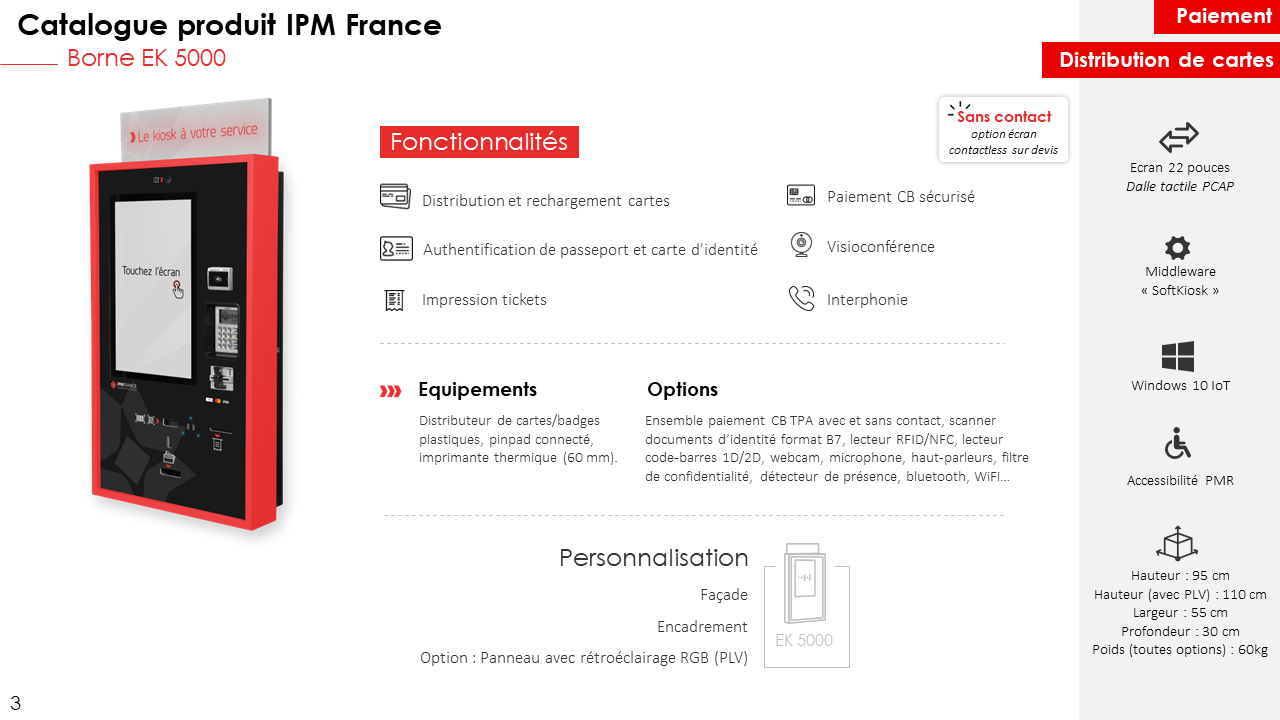 Catalogue produit IPM France
Borne EK 5000
Paiement
Distribution de cartes
Le kiosk à votre service
Touchez l'écran
IPMFRANCE
VISA
Sans contact
option écran
contactless sur devis
Fonctionnalités
Distribution et rechargement cartes
Authentification de passeport et carte d'identité
Impression tickets
Paiement CB sécurisé
Visioconférence
Interphonie
Equipements
Distributeur de cartes/badges
plastiques, pinpad connecté,
imprimate thermique (60 mm).
Options
Ensemble paiement CB TPA avec et sans contact, scanner
documents d'identité format B7, lecteur RFID/NFC, lecteur
code-barres 1D/2D, webcam, microphone, haut-parleurs, filtre
de confidentialité, détecteur de présence, bluetooth, WiFi...
Personnalisation
Façade
Encadrement
Option : Panneau avec rétroéclairage RGB (PLV)
EK 5000
Ecran 22 pouces
Dalle tactile PCAP
Middleware
« SoftKiosk »
Windows 10 IoT
Accessibilité PMR
Hauteur : 95 cm
Hauteur (avec PLV) : 110 cm
Largeur : 55 cm
Profondeur : 30 cm
Poids (toutes options) : 60kg
3